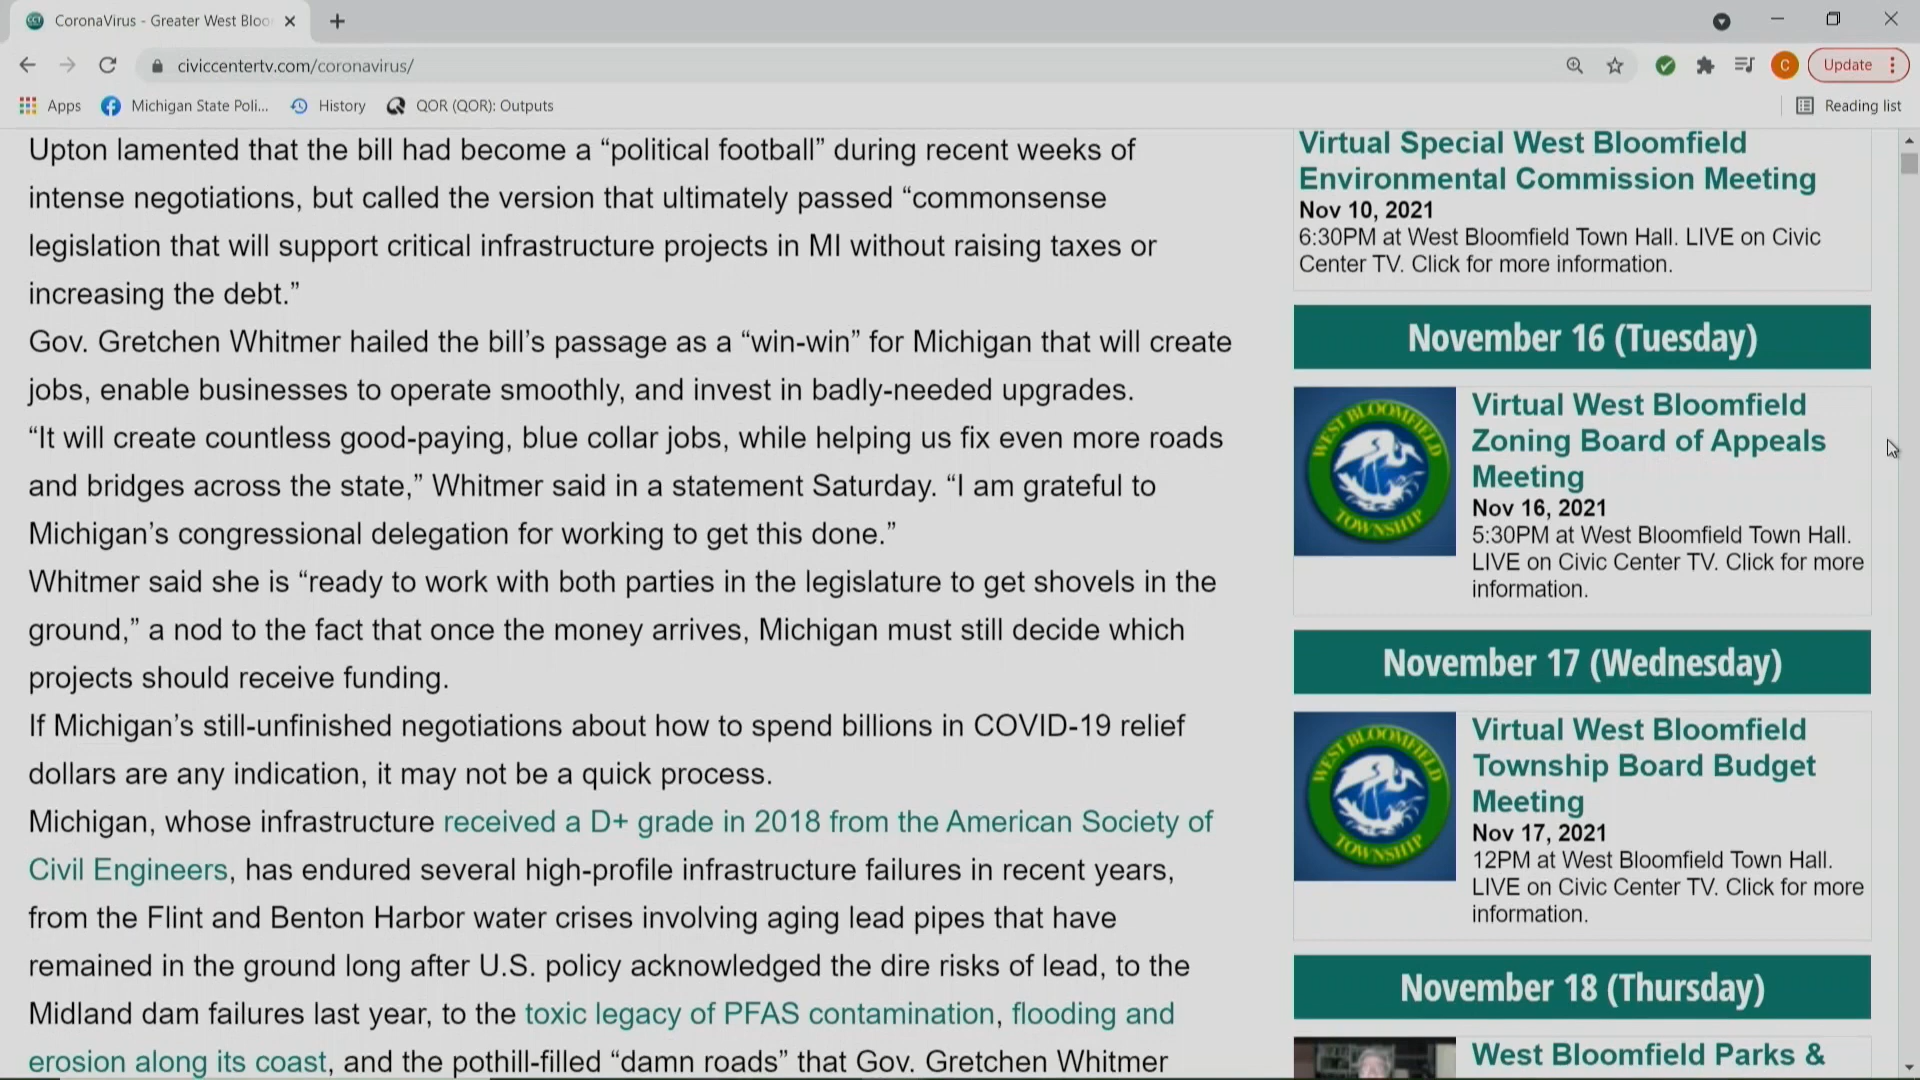 CoronaVirus - Greater West Bloo
civiccentertv.com/coronavirus/
C
Update
Apps
Michigan State Poli...
History
QOR (QOR): Outputs
Reading list
Upton lamented that the bill had become a “political football” during recent weeks of
intense negotiations, but called the version that ultimately passed “commonsense
legislation that will support critical infrastructure projects in MI without raising taxes or
increasing the debt.”
Gov. Gretchen Whitmer hailed the bill’s passage as a “win-win” for Michigan that will create
jobs, enable businesses to operate smoothly, and invest in badly-needed upgrades.
“It will create countless good-paying, blue collar jobs, while helping us fix even more roads
and bridges across the state,” Whitmer said in a statement Saturday. “I am grateful to
Michigan’s congressional delegation for working to get this done.”
Whitmer said she is “ready to work with both parties in the legislature to get shovels in the
ground,” a nod to the fact that once the money arrives, Michigan must still decide which
projects should receive funding.
If Michigan’s still-unfinished negotiations about how to spend billions in COVID-19 relief
dollars are any indication, it may not be a quick process.
Michigan, whose infrastructure received a D+ grade in 2018 from the American Society of
Civil Engineers, has endured several high-profile infrastructure failures in recent years,
from the Flint and Benton Harbor water crises involving aging lead pipes that have
remained in the ground long after U.S. policy acknowledged the dire risks of lead, to the
Midland dam failures last year, to the toxic legacy of PFAS contamination, flooding and
erosion along its coast, and the pothill-filled “damn roads” that Gov. Gretchen Whitmer
Virtual Special West Bloomfield
Environmental Commission Meeting
Nov 10, 2021
6:30PM at West Bloomfield Town Hall. LIVE on Civic
Center TV. Click for more information.
November 16 (Tuesday)
WEST BLOOMFIELD
TOWNSHIP
Virtual West Bloomfield
Zoning Board of Appeals
Meeting
Nov 16, 2021
5:30PM at West Bloomfield Town Hall.
LIVE on Civic Center TV. Click for more
information.
November 17 (Wednesday)
WEST BLOOMFIELD
TOWNSHIP
Virtual West Bloomfield
Township Board Budget
Meeting
Nov 17, 2021
12PM at West Bloomfield Town Hall.
LIVE on Civic Center TV. Click for more
information.
November 18 (Thursday)
West Bloomfield Parks &